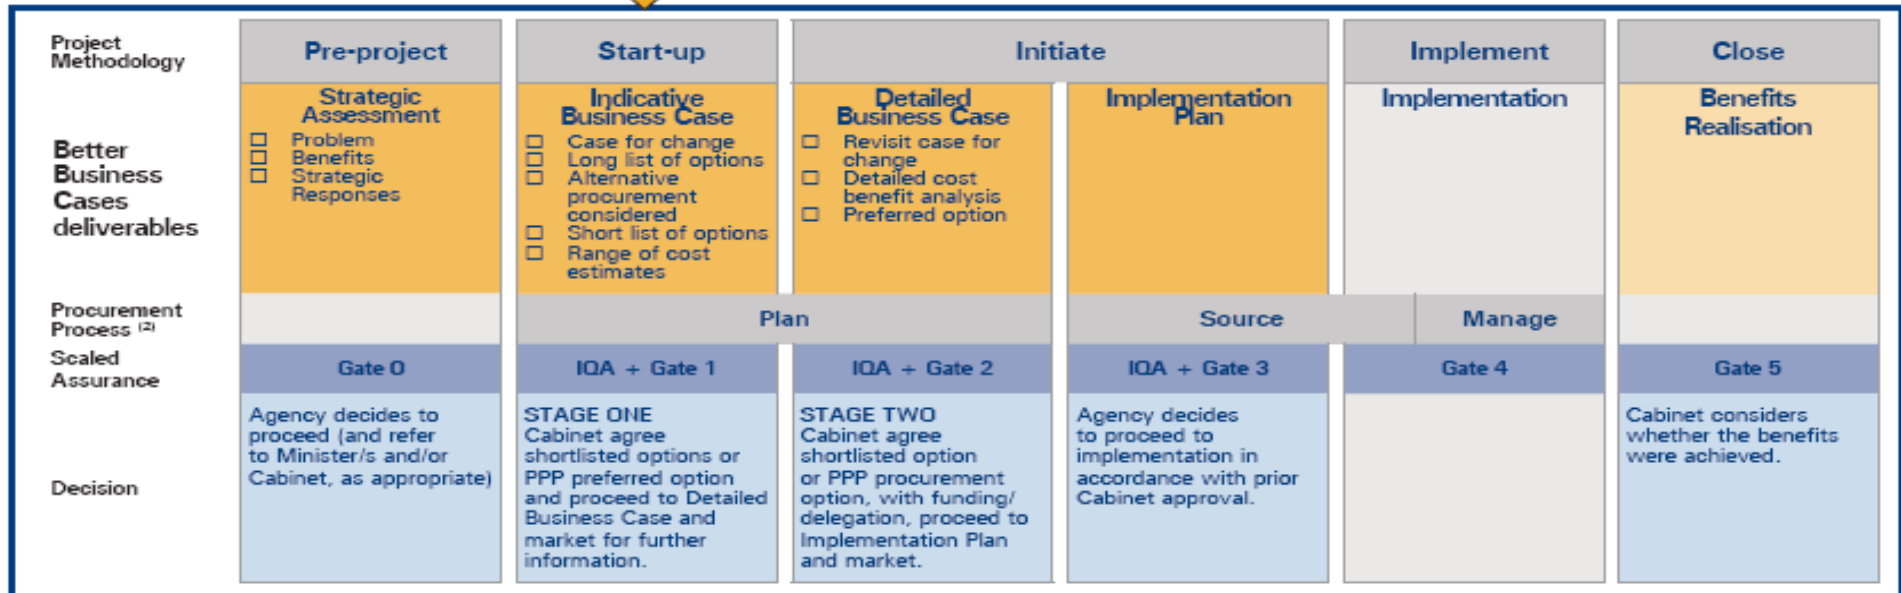 Project
Methodology
Pre-project
Start-up
Initiate
Implement
Close
Better
Business
Cases
deliverables
Strategic
Assessment
☐ Problem
☐ Benefits
☐ Strategic
Responses
Indicative
Business Case
☐ Case for change
☐ Long list of options
☐ Alternative
procurement
considered
☐ Short list of options
☐ Range of cost
estimates
Detailed
Business Case
☐ Revisit case for
change
☐ Detailed cost
benefit analysis
☐ Preferred option
Implementation
Plan
Implementation
Benefits
Realisation
Procurement
Process (2)
Plan
Source
Manage
Scaled
Assurance
Gate 0
IQA + Gate 1
IQA + Gate 2
IQA + Gate 3
Gate 4
Gate 5
Decision
Agency decides to
proceed (and refer
to Minister/s and/or
Cabinet, as appropriate)
STAGE ONE
Cabinet agree
shortlisted options or
PPP preferred option
and proceed to Detailed
Business Case and
market for further
information.
STAGE TWO
Cabinet agree
shortlisted option
or PPP procurement
option, with funding/
delegation, proceed to
Implementation Plan
and market.
Agency decides
to proceed to
implementation in
accordance with prior
Cabinet approval.
Cabinet considers
whether the benefits
were achieved.